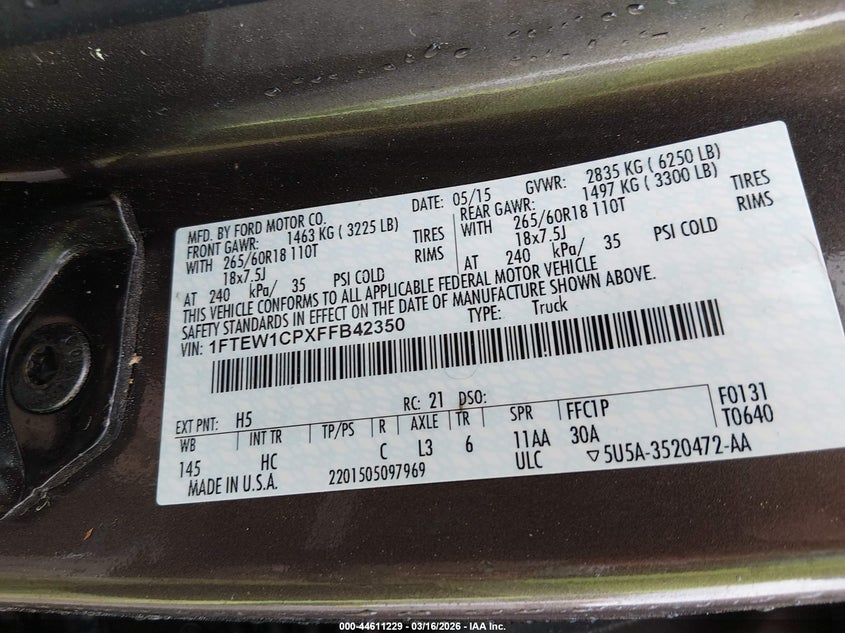 MFD. BY FORD MOTOR CO. DATE: 05/15 GVWR: 2835 KG ( 6250 LB)
FRONT GAWR: 1463 KG ( 3225 LB) REAR GAWR: 1497 KG ( 3300 LB)
WITH 265/60R18 110T TIRES WITH 265/60R18 110T TIRES
18x7.5J RIMS 18x7.5J RIMS
AT 240 kPa/ 35 PSI COLD AT 240 kPa/ 35 PSI COLD
THIS VEHICLE CONFORMS TO ALL APPLICABLE FEDERAL MOTOR VEHICLE
SAFETY STANDARDS IN EFFECT ON THE DATE OF MANUFACTURE SHOWN ABOVE.
VIN: 1FTEW1CPXFFB42350 TYPE: Truck
EXT PNT: H5 RC: 21 DSO: F0131
WB INT TR TP/PS R AXLE TR SPR FFC1P T0640
145 HC C L3 6 11AA 30A
ULC ▽5U5A-3520472-AA
MADE IN U.S.A. 2201505097969
000-44611229 - 03/16/2026 - IAA Inc.